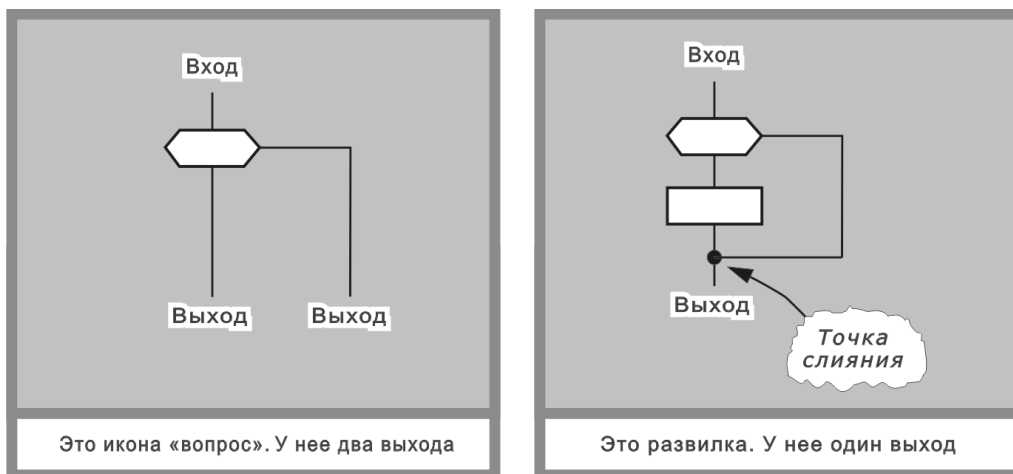 Вход
Выход
Выход
Это икона «вопрос». У нее два выхода
Вход
Выход
Точка
слияния
Это развилка. У нее один выход